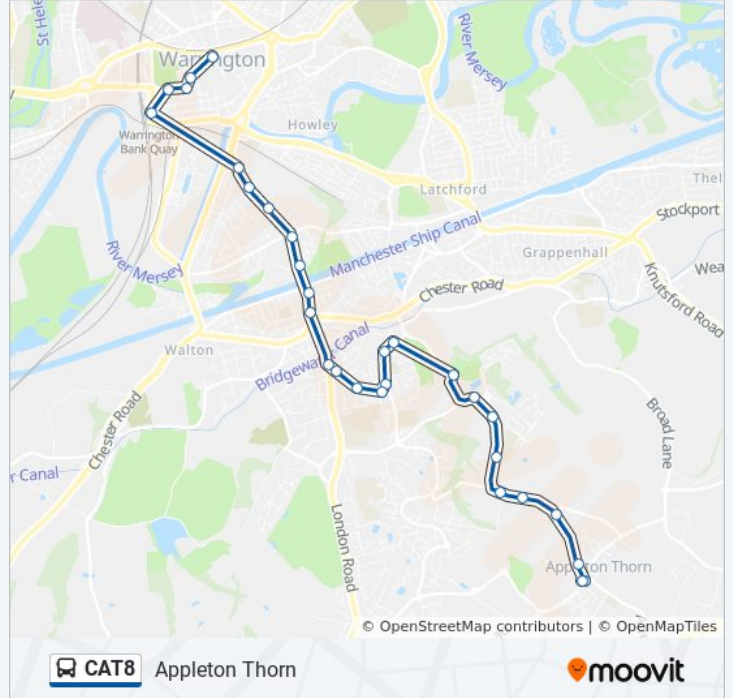 St Hele
River Mersey
Warrington
Howley
Warrington
Bank Quay
Thel
Latchford
Stockport
Manchester Ship Canal
Grappenhall
River Mersey
Wea
Chester Road
Knutsford Road
Walton
Bridgewater Canal
Chester Road
Broad Lane
r Canal
London Road
Appleton Thorn
© OpenStreetMap contributors | © OpenMapTiles
CAT8 Appleton Thorn
moovit